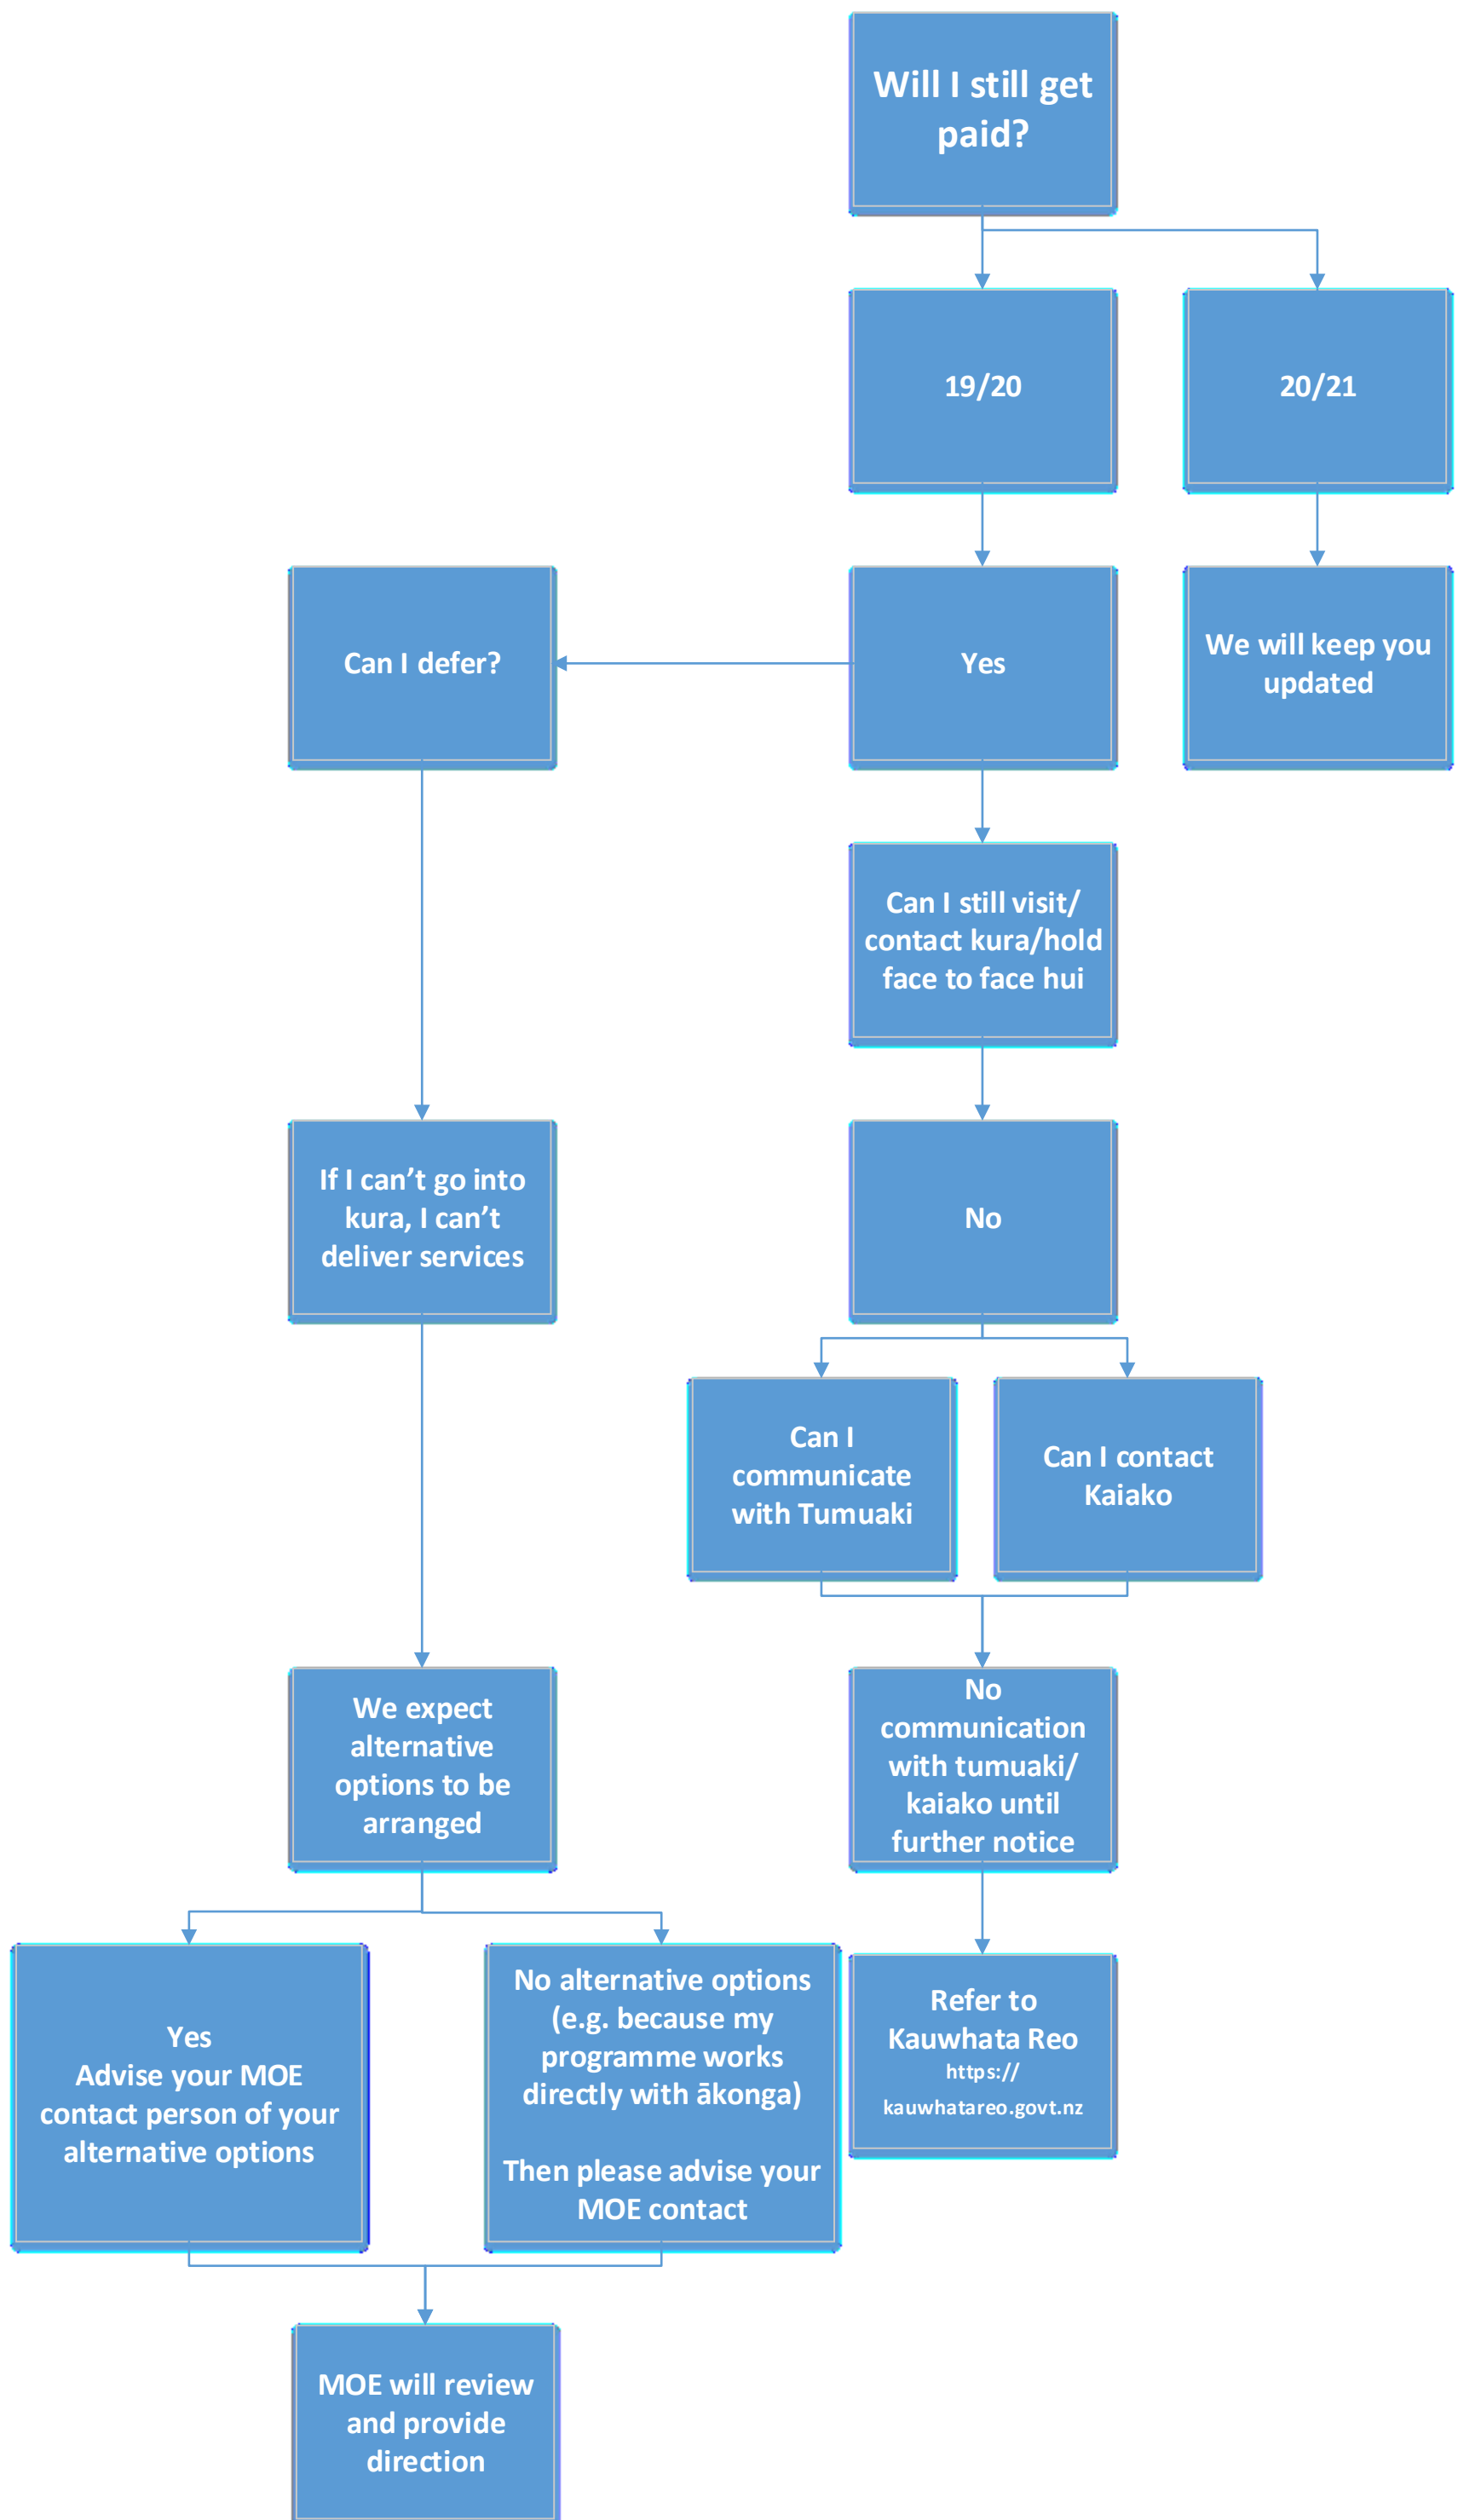 Will I still get
paid?
19/20
20/21
Can I defer?
Yes
We will keep you
updated
Can I still visit/
contact kura/hold
face to face hui
If I can’t go into
kura, I can’t
deliver services
No
Can I
communicate
with Tumuaki
Can I contact
Kaiako
We expect
alternative
options to be
arranged
No
communication
with tumuaki/
kaiako until
further notice
Yes
Advise your MOE
contact person of your
alternative options
No alternative options
(e.g. because my
programme works
directly with ākonga)
Then please advise your
MOE contact
Refer to
Kauwhata Reo
https://
kauwhatareo.govt.nz
MOE will review
and provide
direction